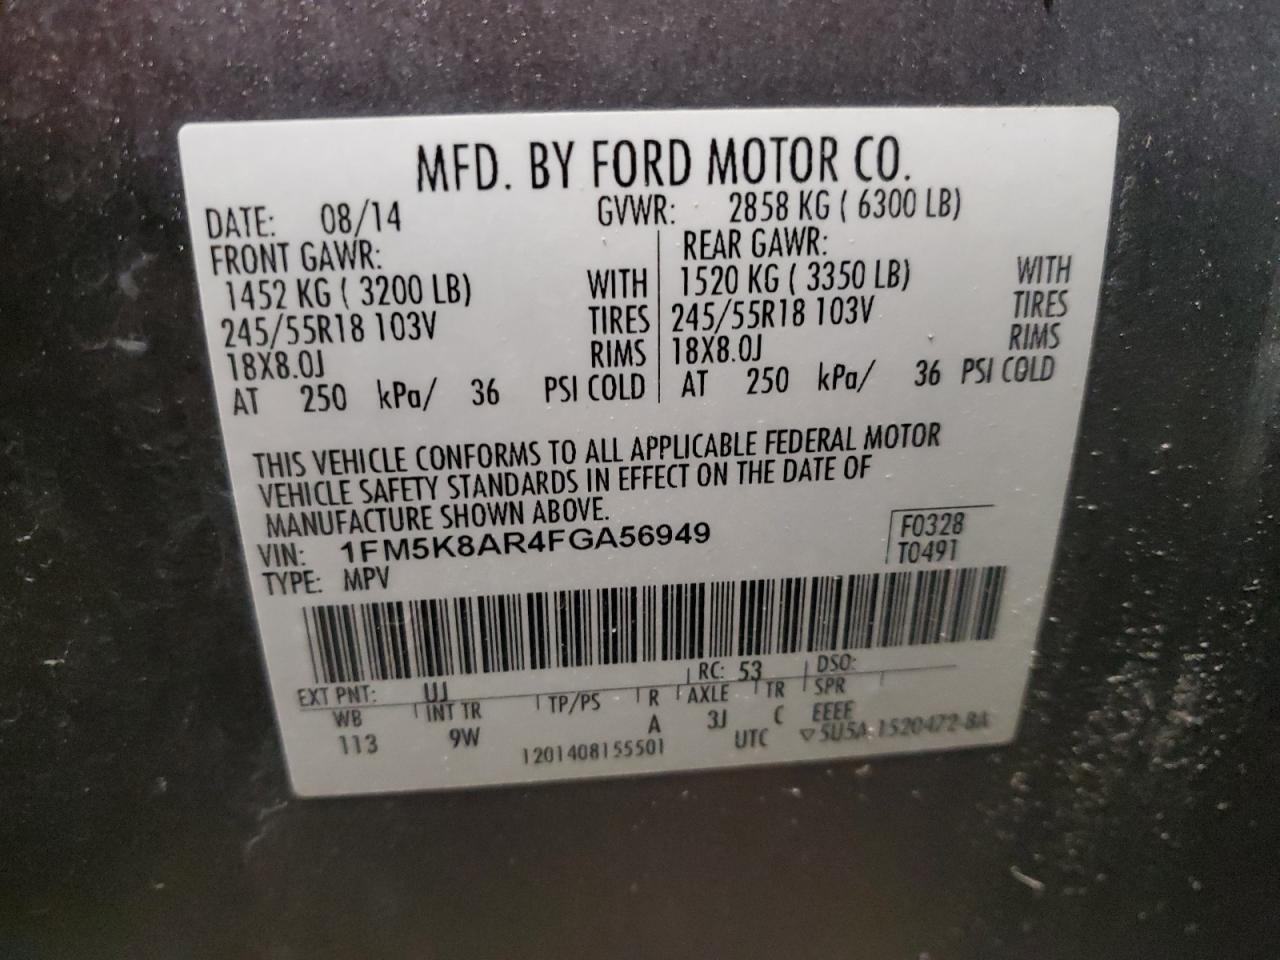 MFD. BY FORD MOTOR CO.
DATE: 08/14 GVWR: 2858 KG ( 6300 LB)
FRONT GAWR: REAR GAWR:
1452 KG ( 3200 LB) WITH 1520 KG ( 3350 LB) WITH
245/55R18 103V TIRES 245/55R18 103V TIRES
18X8.0J RIMS 18X8.0J RIMS
AT 250 kPa/ 36 PSI COLD AT 250 kPa/ 36 PSI COLD
THIS VEHICLE CONFORMS TO ALL APPLICABLE FEDERAL MOTOR
VEHICLE SAFETY STANDARDS IN EFFECT ON THE DATE OF
MANUFACTURE SHOWN ABOVE.
VIN: 1FM5K8AR4FGA56949 F0328
TYPE: MPV T0491
EXT PNT: UJ RC: 53 DSO:
WB INT TR TP/PS R AXLE TR SPR
113 9W A 3J C EEEE
1201408155501 UTC ▽5U5A-1520472-BA